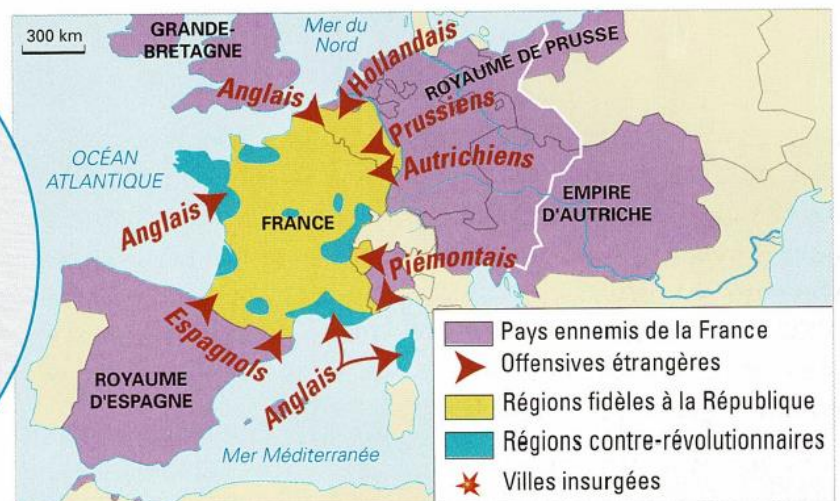 300 km
GRANDE-
BRETAGNE
Mer du
Nord
Hollandais
ROYAUME DE PRUSSE
Anglais
Prussiens
Autrichiens
OCÉAN
ATLANTIQUE
EMPIRE
D'AUTRICHE
Anglais
FRANCE
Piémontais
Espagnols
Anglais
ROYAUME
D'ESPAGNE
Mer Méditerranée
Pays ennemis de la France
Offensives étrangères
Régions fidèles à la République
Régions contre-révolutionnaires
Villes insurgées